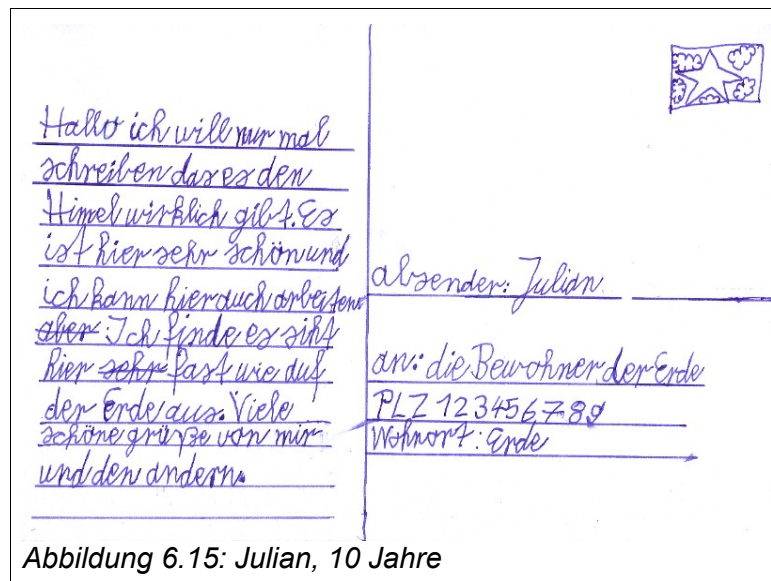 Hallo ich will nur mal
schreiben das es den
Himel wirklich gibt. Es
ist hier sehr schön und
ich kann hier auch arbeiten
aber. Ich finde es siht
hier sehr fast wie auf
der Erde aus. Viele
schöne grüße von mir
und den andern.
absender: Julian
an: die Bewohner der Erde
PLZ 123456789
Wohnort: Erde
Abbildung 6.15: Julian, 10 Jahre